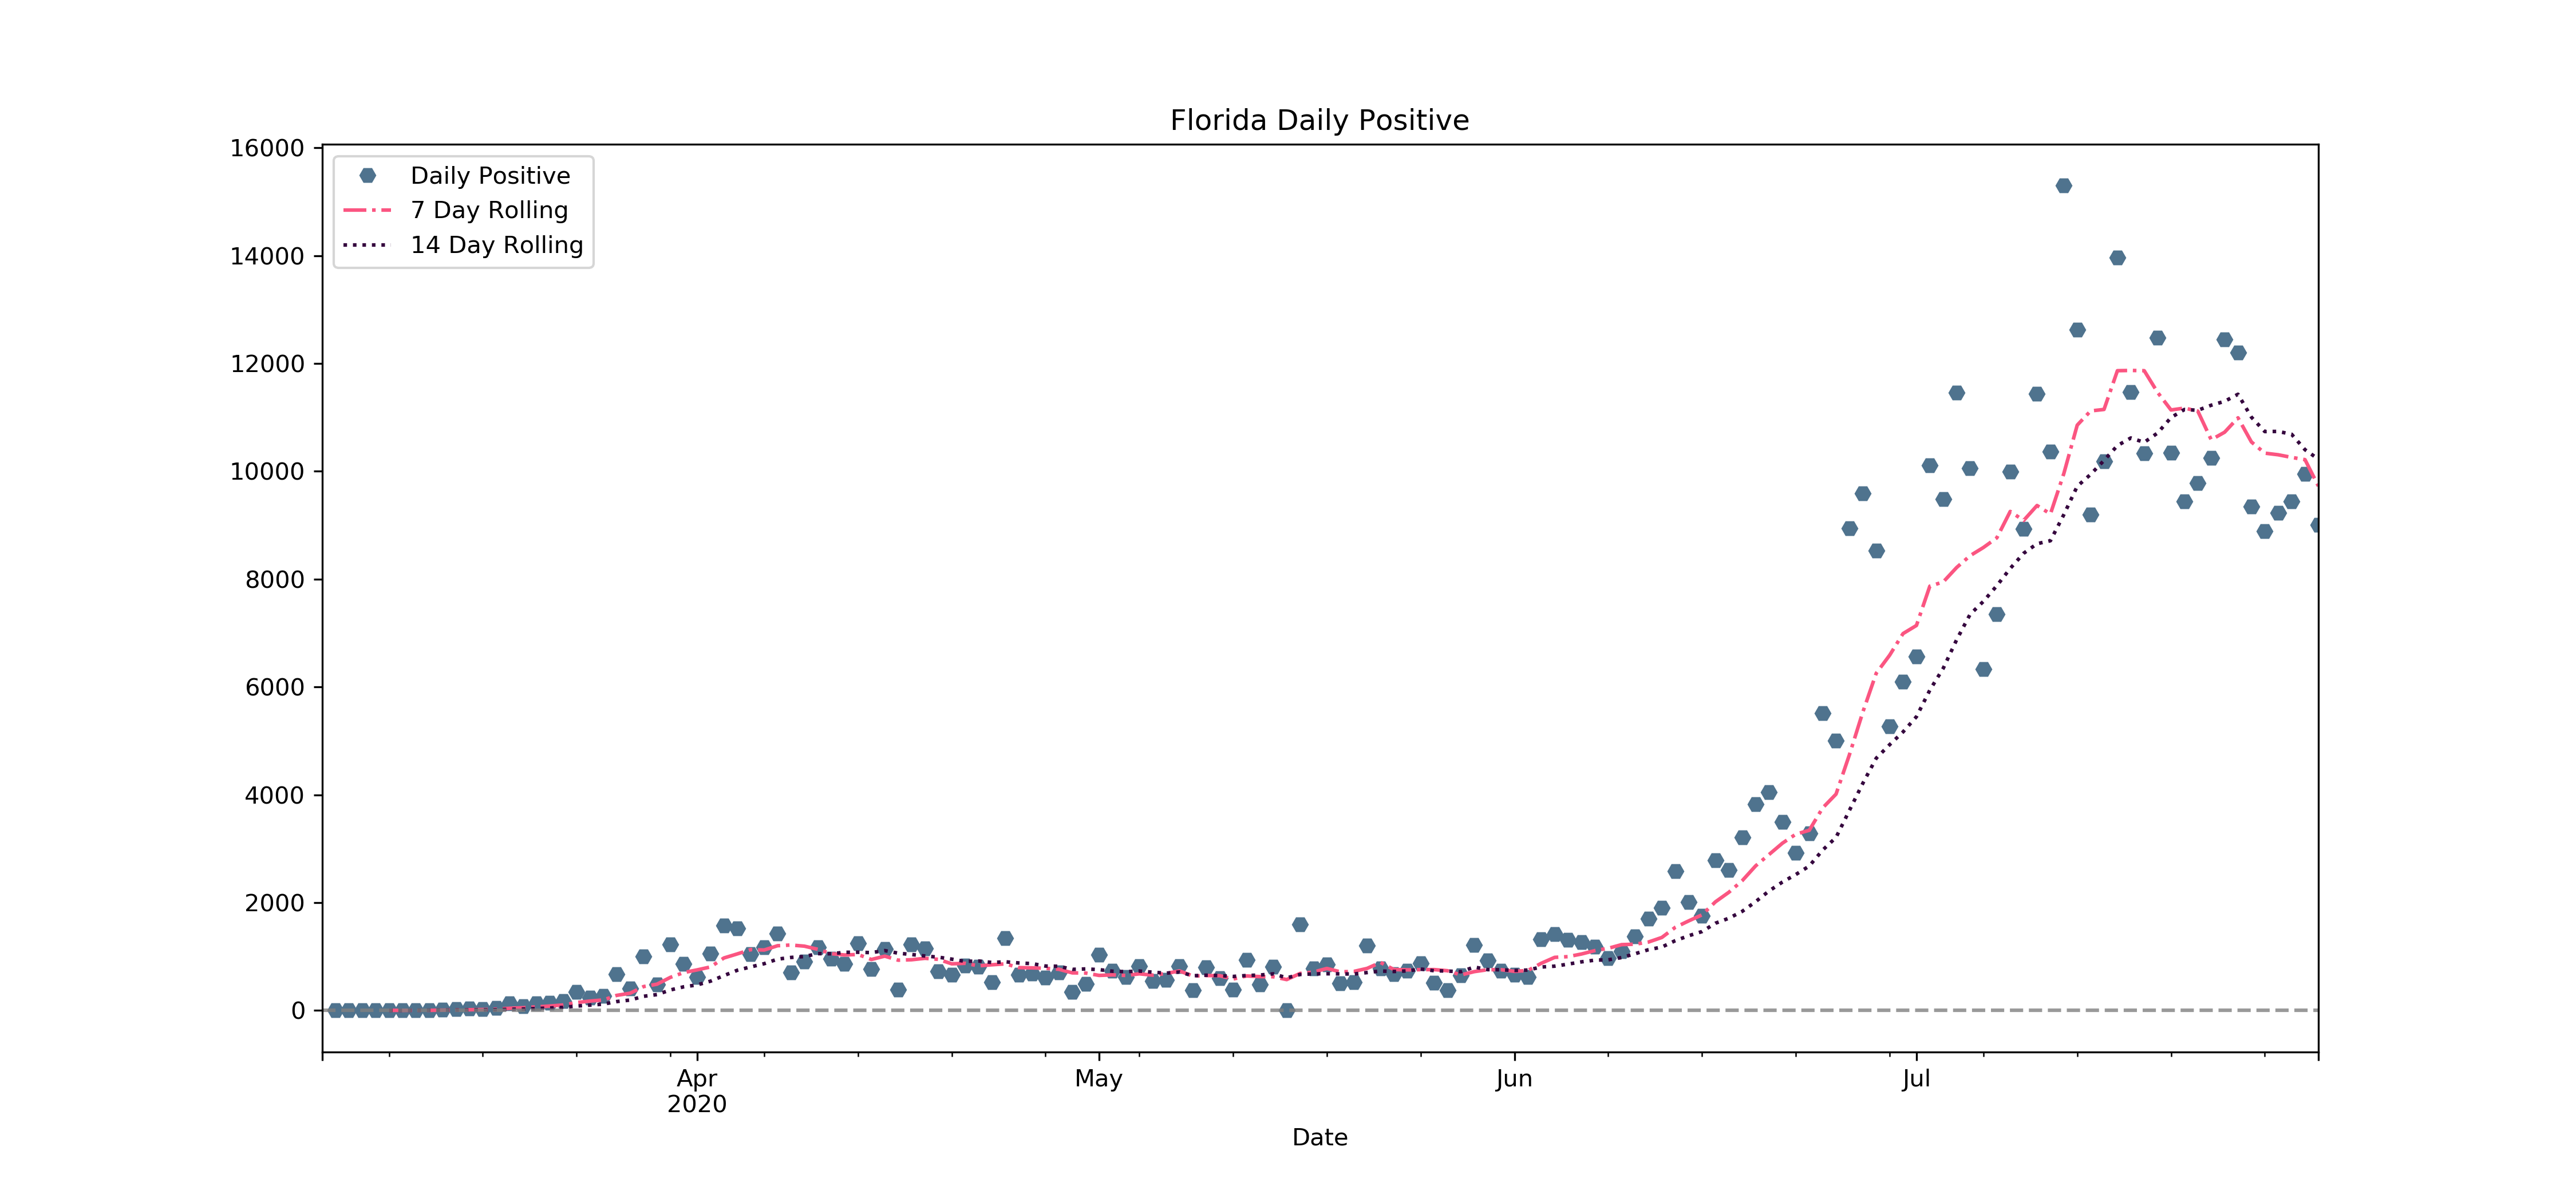 Florida Daily Positive
16000
14000
12000
10000
8000
6000
4000
2000
0
Daily Positive
7 Day Rolling
14 Day Rolling
Apr
2020
May
Jun
Jul
Date